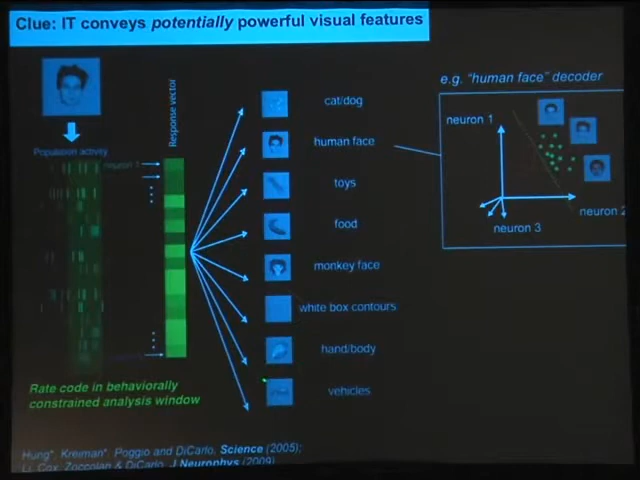 Clue: IT conveys potentially powerful visual features
e.g. "human face" decoder
Population activity
Response vector
neuron 1
cat/dog
human face
toys
food
monkey face
white box contours
hand/body
vehicles
neuron 1
neuron 2
neuron 3
Rate code in behaviorally
constrained analysis window
Hung*, Kreiman*, Poggio and DiCarlo, Science (2005);
Li, Cox, Zoccolan & DiCarlo, J Neurophys (2009)